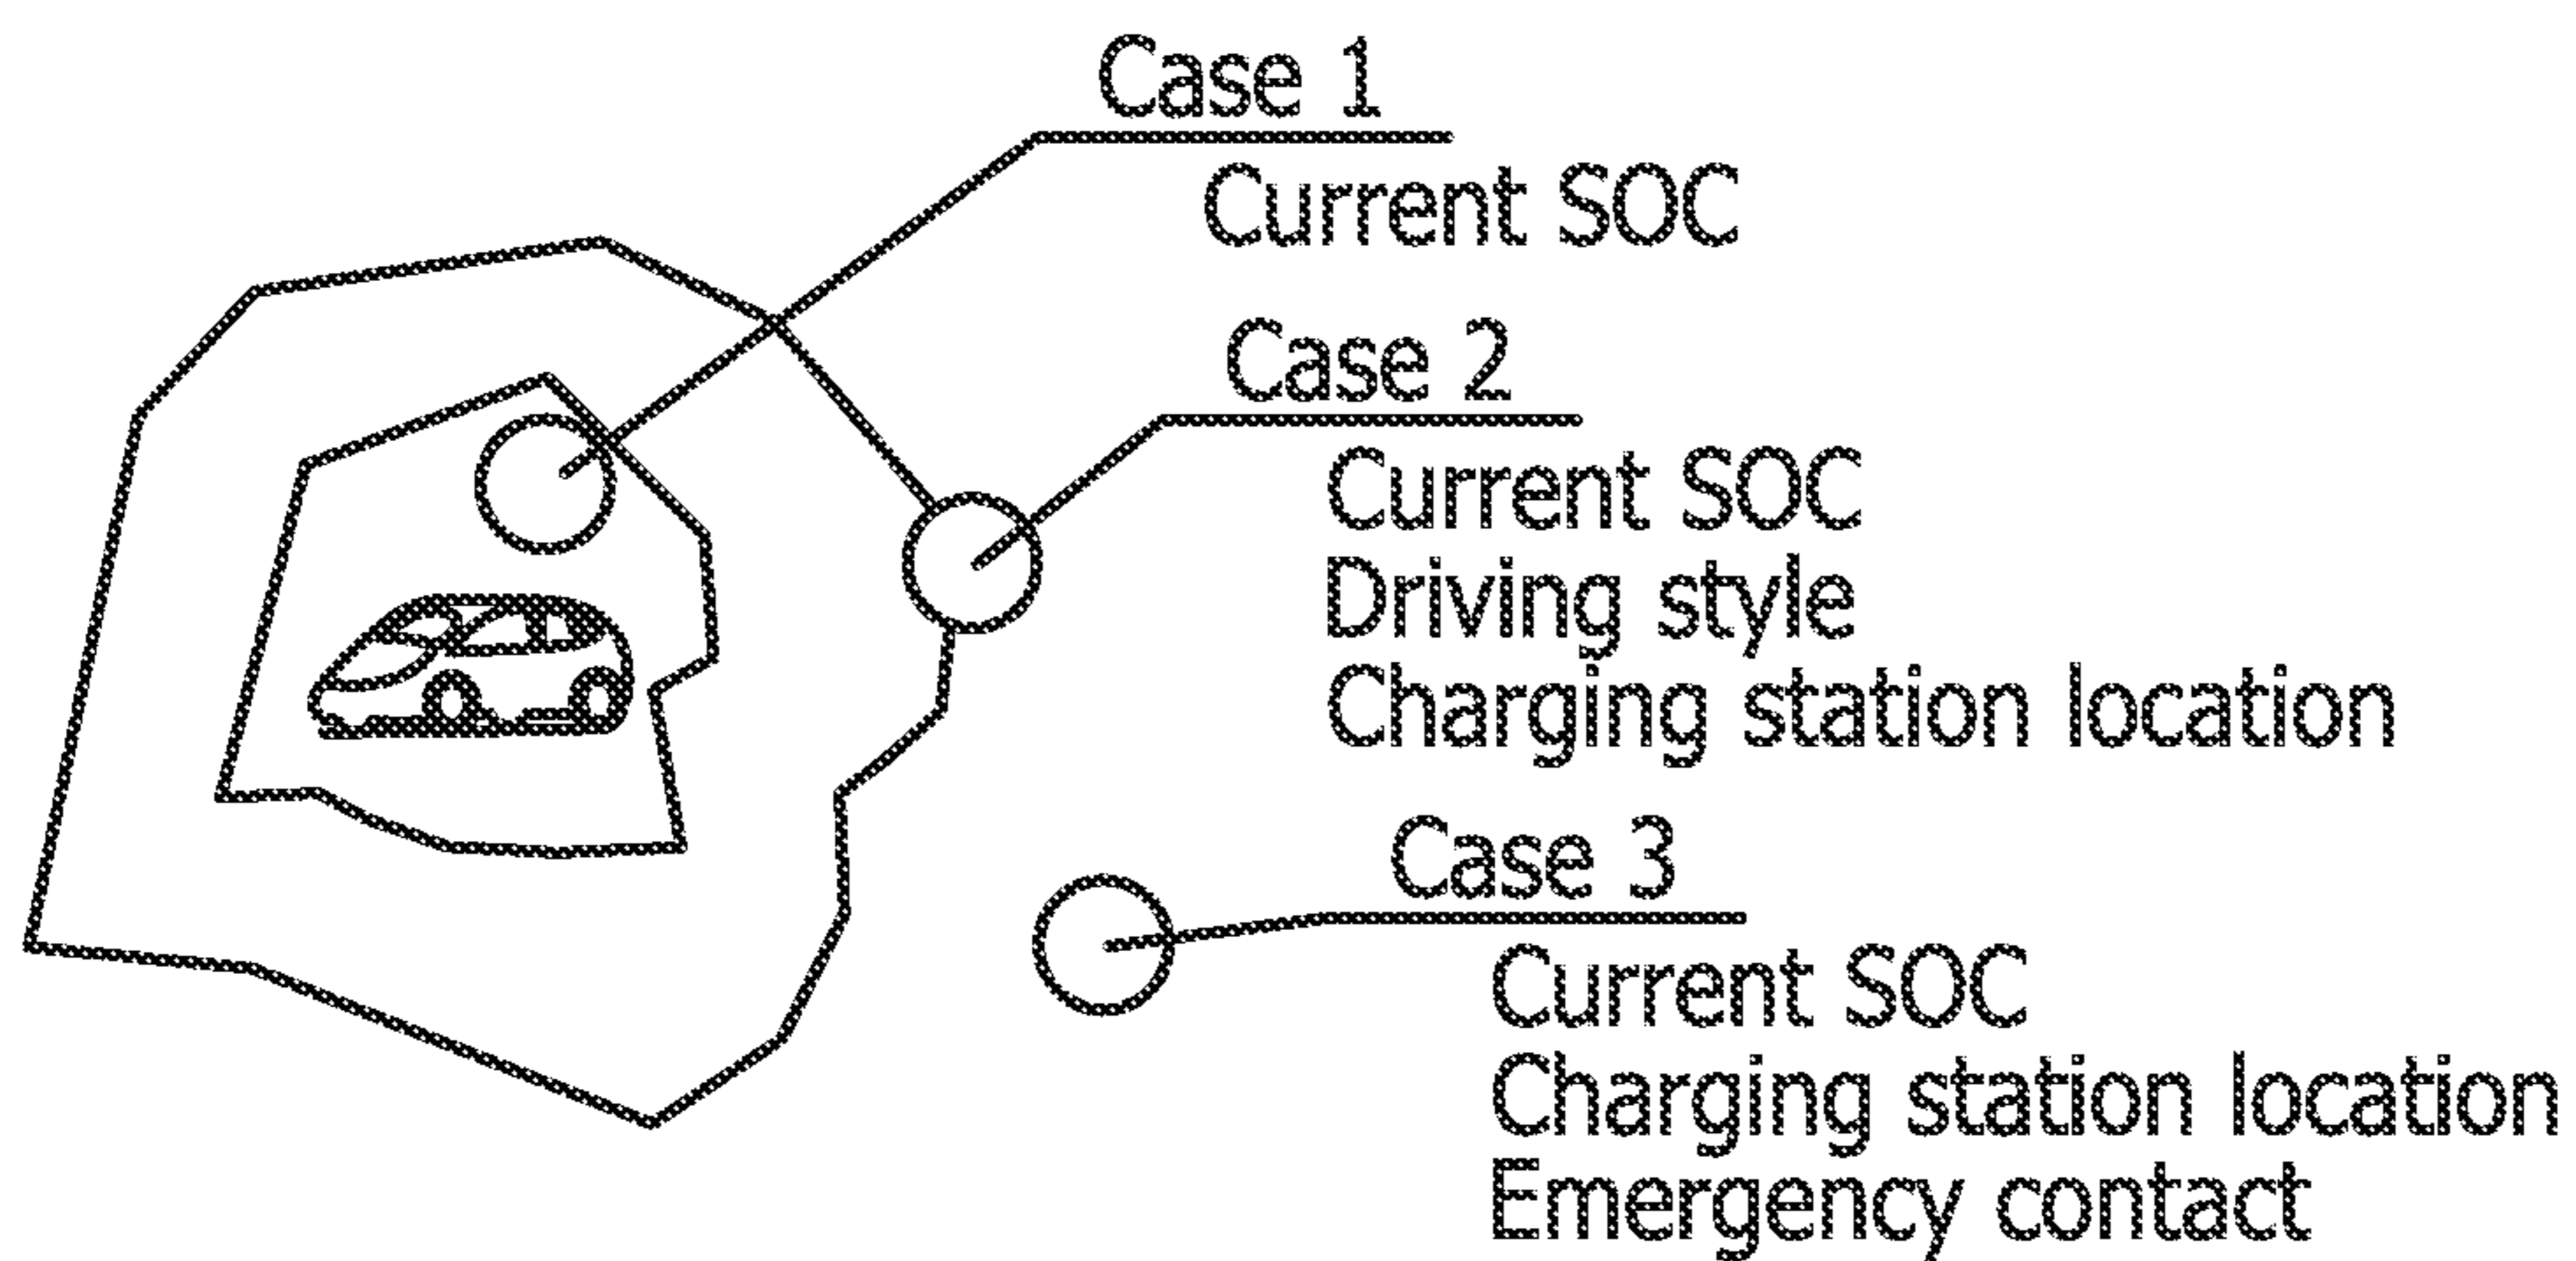 Case 1
Current SOC
Case 2
Current SOC
Driving style
Charging station location
Case 3
Current SOC
Charging station location
Emergency contact